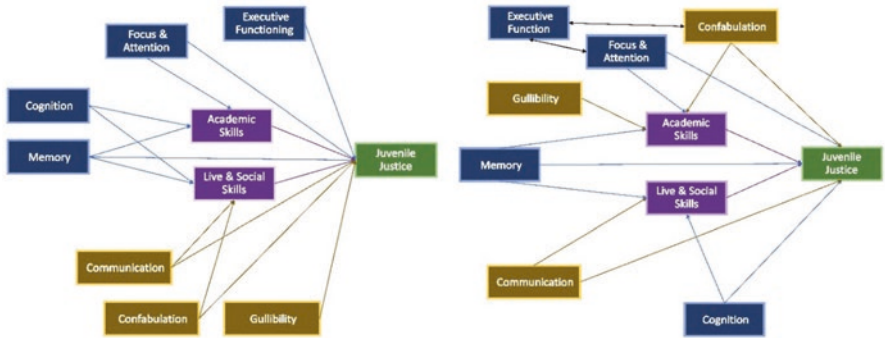 Executive
Functioning
Focus &
Attention
Cognition
Academic
Skills
Memory
Juvenile
Justice
Live & Social
Skills
Communication
Confabulation
Gullibility
Executive
Function
Confabulation
Focus &
Attention
Gullibility
Academic
Skills
Memory
Juvenile
Justice
Live & Social
Skills
Communication
Cognition